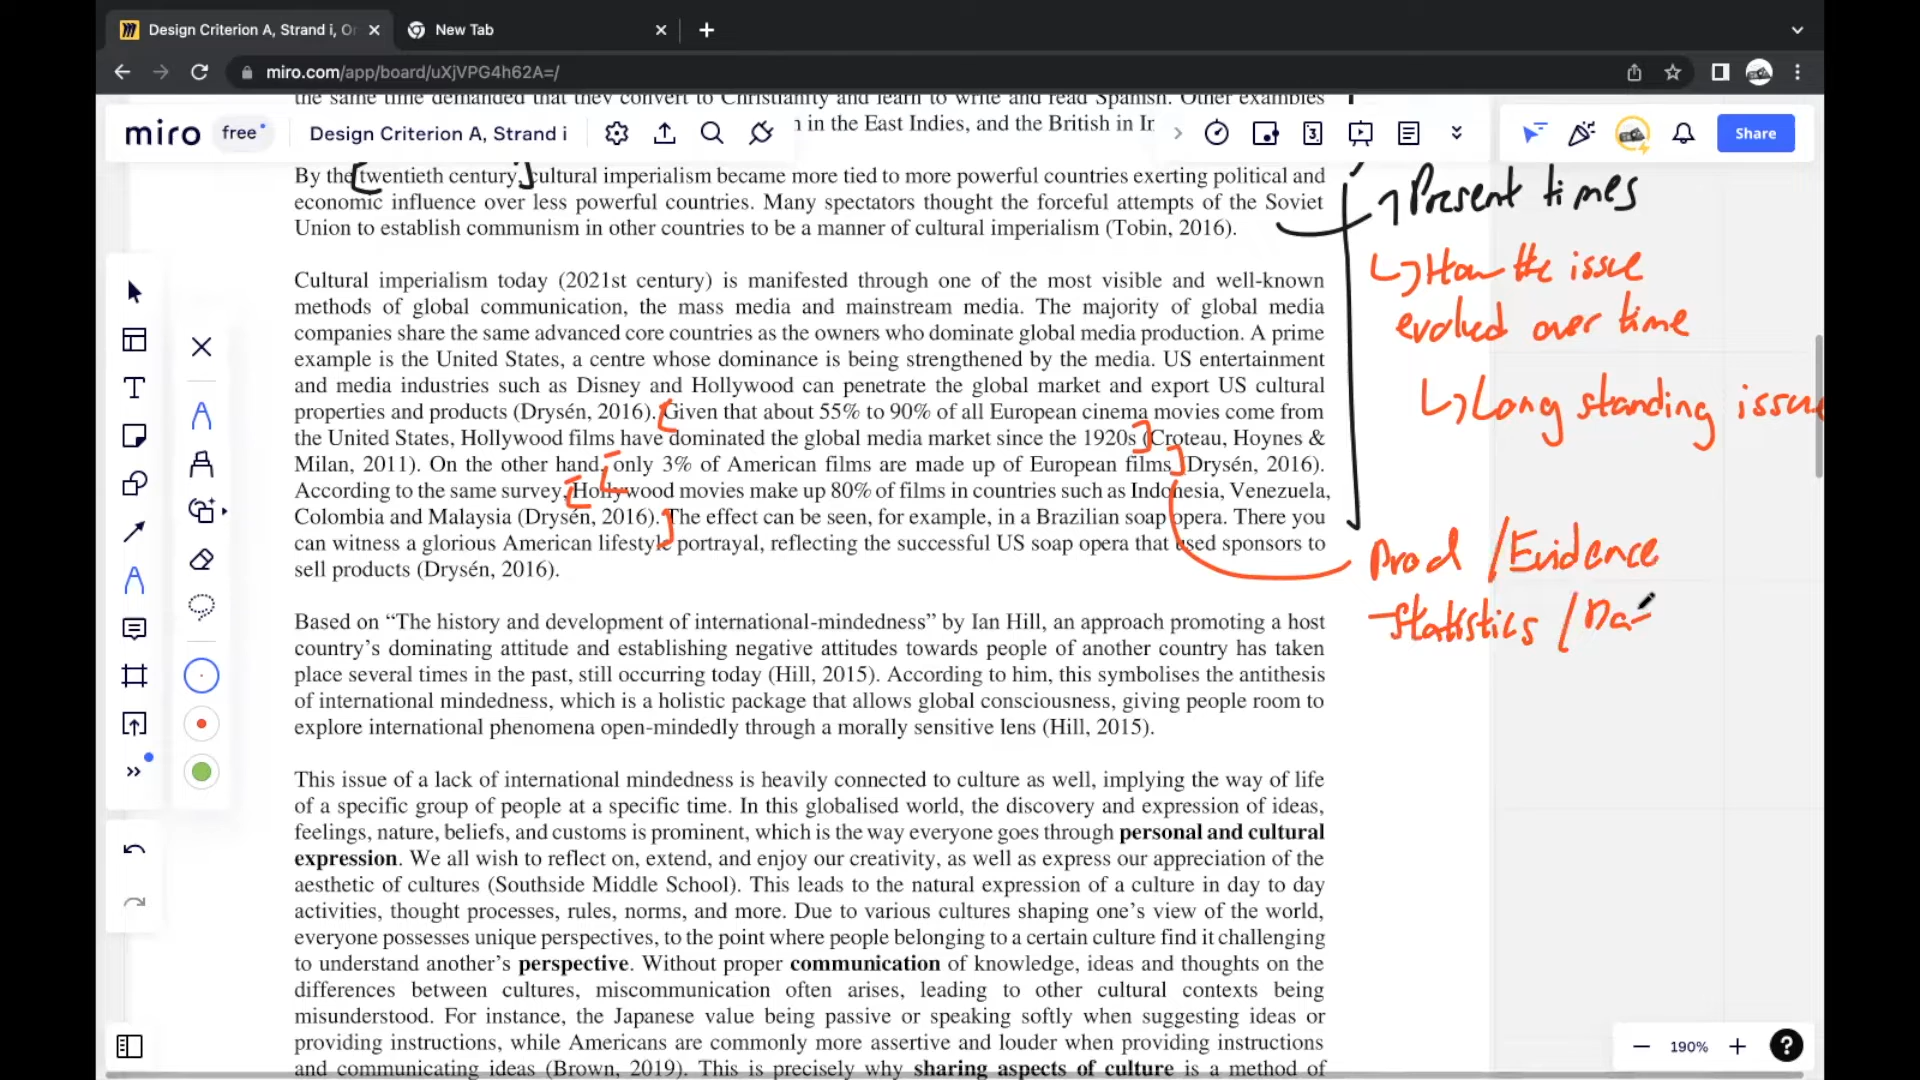 Design Criterion A, Strand i, Or
New Tab
miro.com/app/board/uXjVPG4h62A=/
the same time demanded that they convert to Christianity and learn to write and read Spanish. Other examples
miro free Design Criterion A, Strand i
n in the East Indies, and the British in In
Share
By the twentieth century, cultural imperialism became more tied to more powerful countries exerting political and
economic influence over less powerful countries. Many spectators thought the forceful attempts of the Soviet
Union to establish communism in other countries to be a manner of cultural imperialism (Tobin, 2016).
Present times
How the issue
evolved over time
Long standing issue
Cultural imperialism today (2021st century) is manifested through one of the most visible and well-known
methods of global communication, the mass media and mainstream media. The majority of global media
companies share the same advanced core countries as the owners who dominate global media production. A prime
example is the United States, a centre whose dominance is being strengthened by the media. US entertainment
and media industries such as Disney and Hollywood can penetrate the global market and export US cultural
properties and products (Drysén, 2016). Given that about 55% to 90% of all European cinema movies come from
the United States, Hollywood films have dominated the global media market since the 1920s (Croteau, Hoynes &
Milan, 2011). On the other hand, only 3% of American films are made up of European films (Drysén, 2016).
According to the same survey, Hollywood movies make up 80% of films in countries such as Indonesia, Venezuela,
Colombia and Malaysia (Drysén, 2016). The effect can be seen, for example, in a Brazilian soap opera. There you
can witness a glorious American lifestyle portrayal, reflecting the successful US soap opera that used sponsors to
sell products (Drysén, 2016).
Proof / Evidence
Statistics / Da
Based on “The history and development of international-mindedness” by Ian Hill, an approach promoting a host
country’s dominating attitude and establishing negative attitudes towards people of another country has taken
place several times in the past, still occurring today (Hill, 2015). According to him, this symbolises the antithesis
of international mindedness, which is a holistic package that allows global consciousness, giving people room to
explore international phenomena open-mindedly through a morally sensitive lens (Hill, 2015).
This issue of a lack of international mindedness is heavily connected to culture as well, implying the way of life
of a specific group of people at a specific time. In this globalised world, the discovery and expression of ideas,
feelings, nature, beliefs, and customs is prominent, which is the way everyone goes through personal and cultural
expression. We all wish to reflect on, extend, and enjoy our creativity, as well as express our appreciation of the
aesthetic of cultures (Southside Middle School). This leads to the natural expression of a culture in day to day
activities, thought processes, rules, norms, and more. Due to various cultures shaping one’s view of the world,
everyone possesses unique perspectives, to the point where people belonging to a certain culture find it challenging
to understand another’s perspective. Without proper communication of knowledge, ideas and thoughts on the
differences between cultures, miscommunication often arises, leading to other cultural contexts being
misunderstood. For instance, the Japanese value being passive or speaking softly when suggesting ideas or
providing instructions, while Americans are commonly more assertive and louder when providing instructions
and communicating ideas (Brown, 2019). This is precisely why sharing aspects of culture is a method of
190%